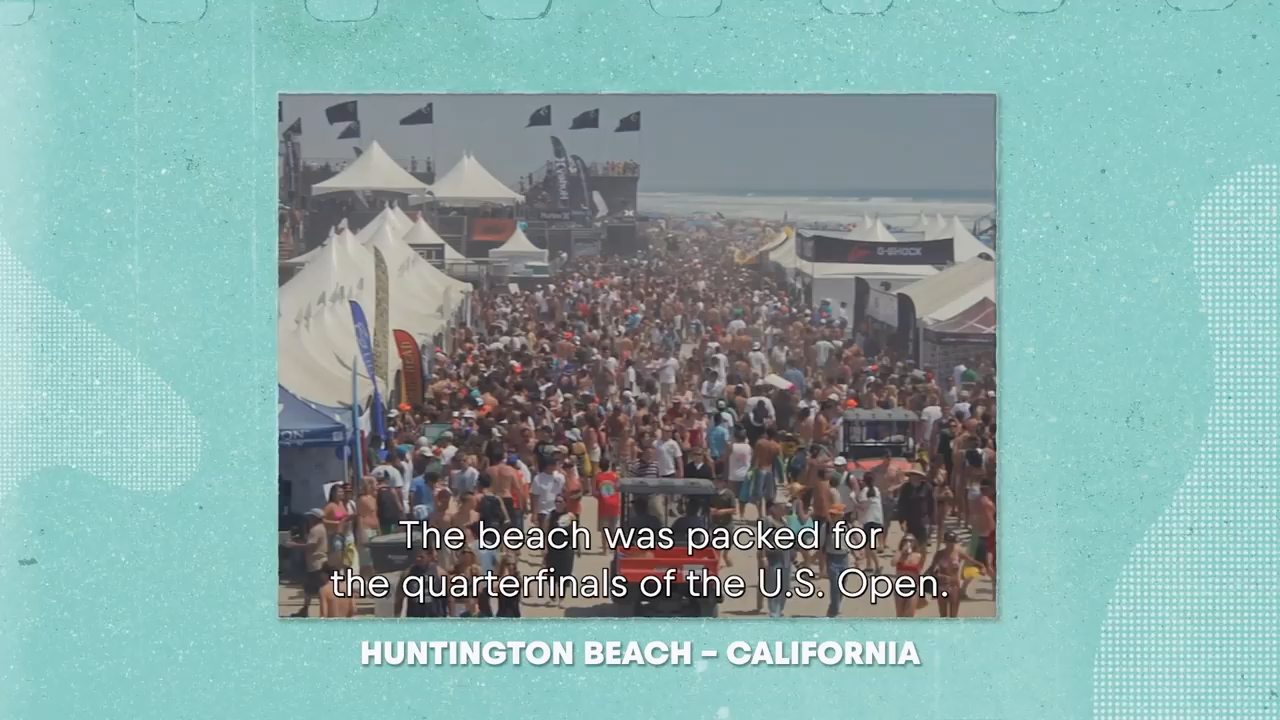 G-SHOCK
The beach was packed for
the quarterfinals of the U.S. Open.
HUNTINGTON BEACH – CALIFORNIA